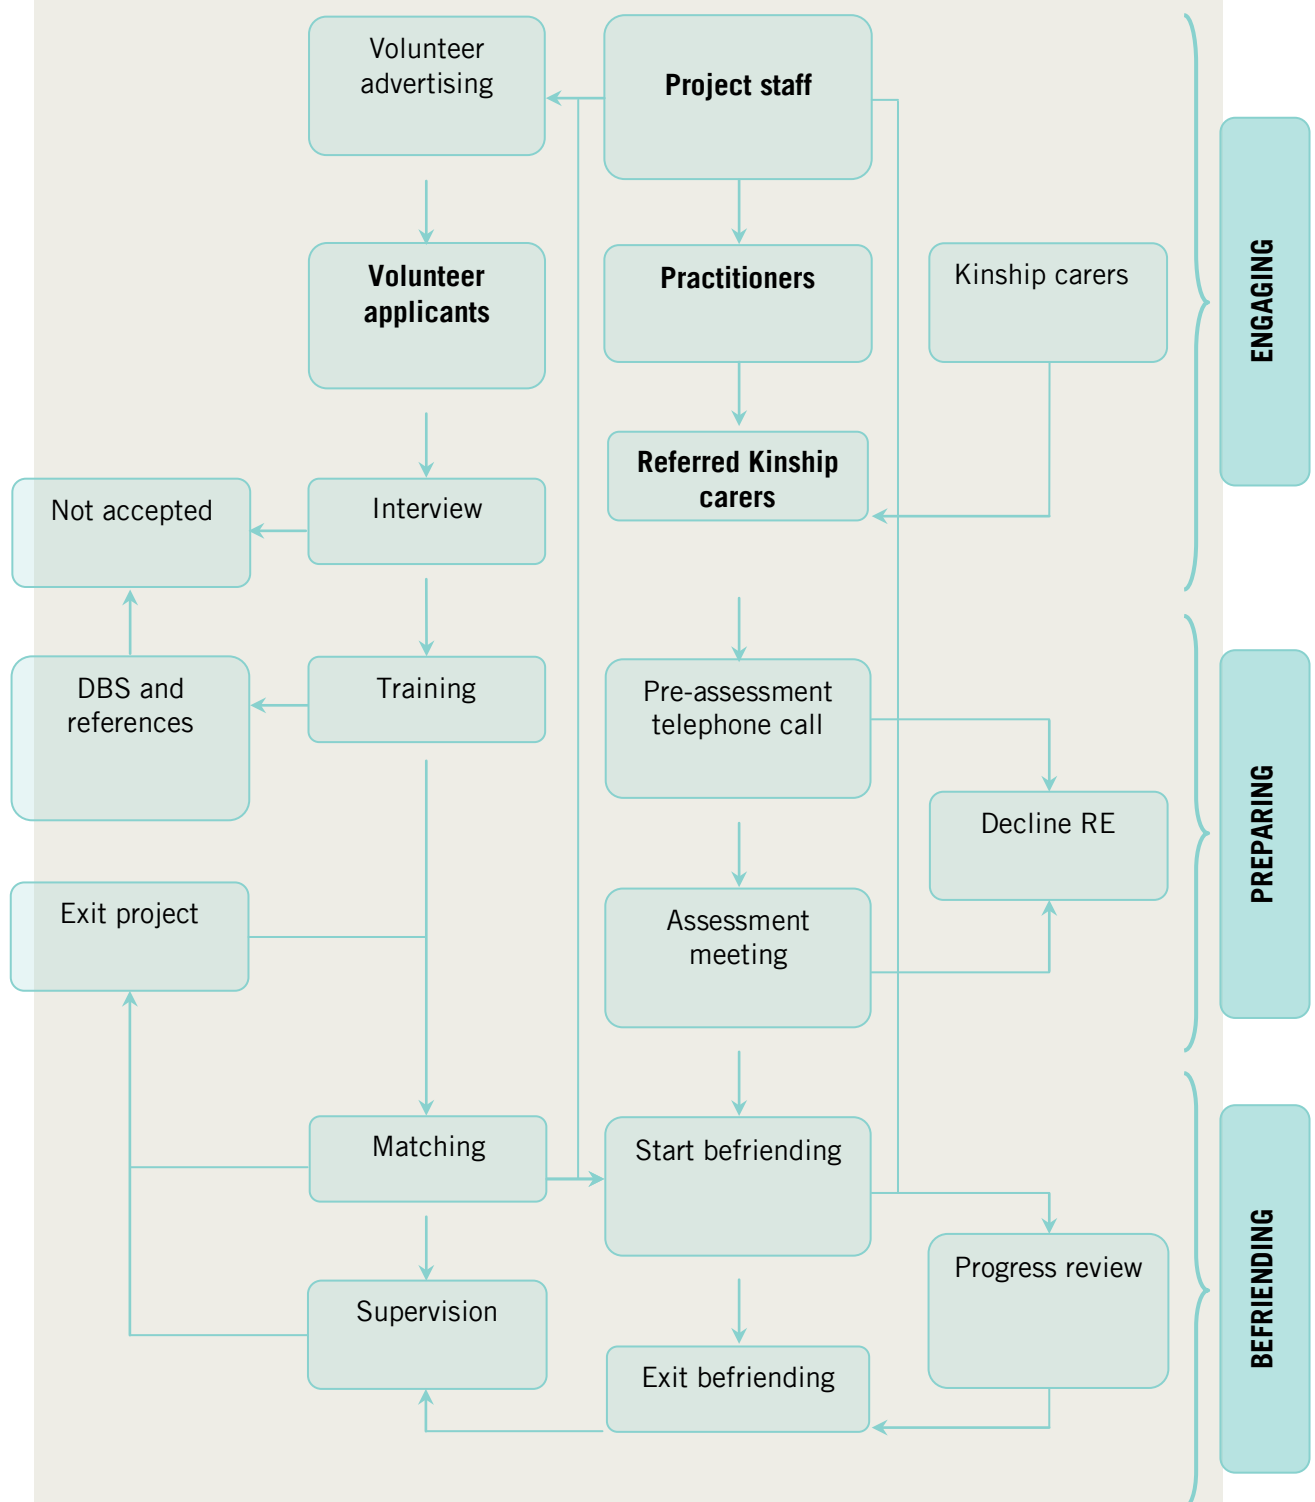 Volunteer
advertising
Project staff
Volunteer
applicants
Practitioners
Kinship carers
ENGAGING
Referred Kinship
carers
Not accepted
Interview
DBS and
references
Training
Pre-assessment
telephone call
Decline RE
PREPARING
Exit project
Assessment
meeting
Matching
Start befriending
Progress review
BEFRIENDING
Supervision
Exit befriending